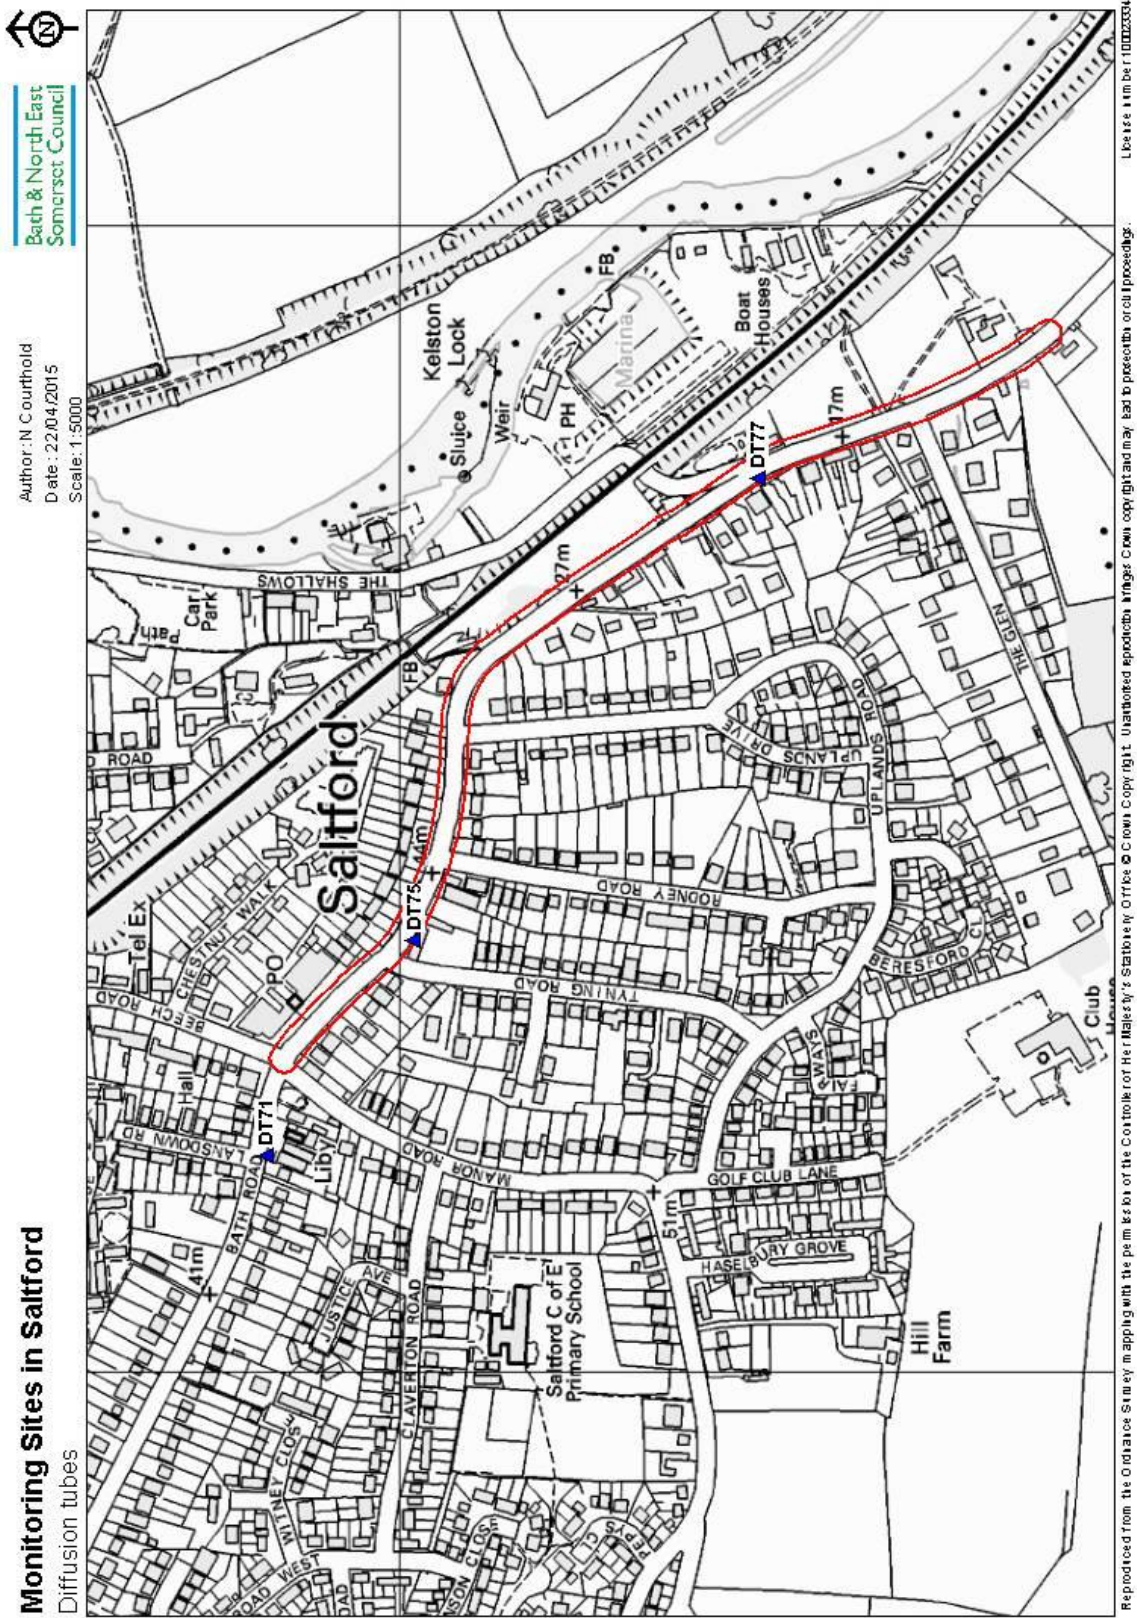 Monitoring Sites in Saltford
Diffusion tubes
Author: N Courthold
Date: 22/04/2015
Scale: 1:5000
Bath & North East
Somerset Council
N
BEECH ROAD
CHESTNUT WALK
Tel Ex
ROAD
Path
Car
Park
THE SHALLOWS
LANSDOWN RD
Hall
PO
Saltford
FB
Sluice
Kelston
Lock
Weir
FB
PH
Marina
Boat
Houses
BATH ROAD
41m
DT71
Liby
DT75
44m
27m
DT77
17m
WITNEY CLOSE
JUSTICE AVE
ROAD WEST
CLAVERTON ROAD
MANOR ROAD
TYNING ROAD
RODNEY ROAD
UPLANDS DRIVE
UPLANDS ROAD
THE GLEN
Saltford C of E
Primary School
51m
GOLF CLUB LANE
HASELBURY GROVE
FAIRWAYS
BERESFORD CL
Hill
Farm
Club
House
Reproduced from the Ordnance Survey mapping with the permission of the Controller of Her Majesty's Stationery Office © Crown Copyright. Unauthorised reproduction infringes Crown copyright and may lead to prosecution or civil proceedings.
License number 100023334